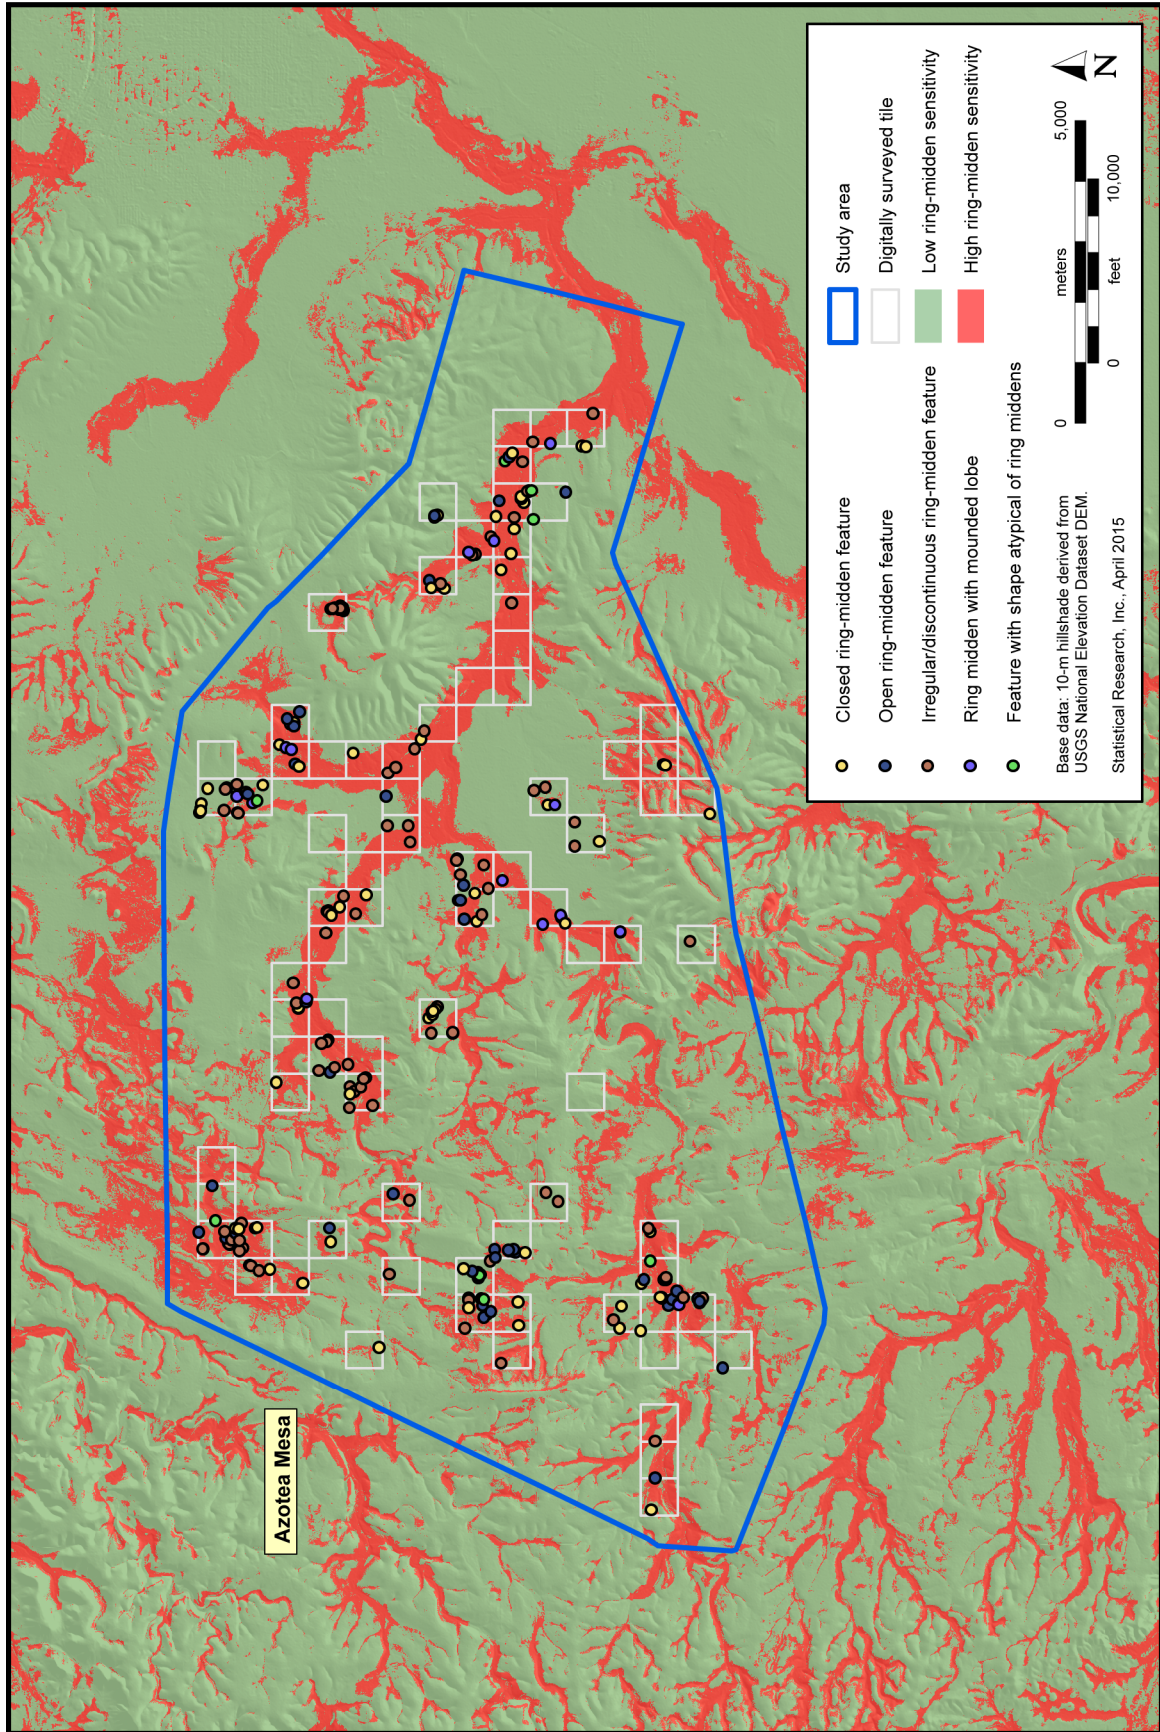 Azotea Mesa
Closed ring-midden feature
Open ring-midden feature
Irregular/discontinuous ring-midden feature
Ring midden with mounded lobe
Feature with shape atypical of ring middens
Study area
Digitally surveyed tile
Low ring-midden sensitivity
High ring-midden sensitivity
Base data: 10-m hillshade derived from
USGS National Elevation Dataset DEM.
Statistical Research, Inc., April 2015
meters
0 5,000
0 10,000
feet
N